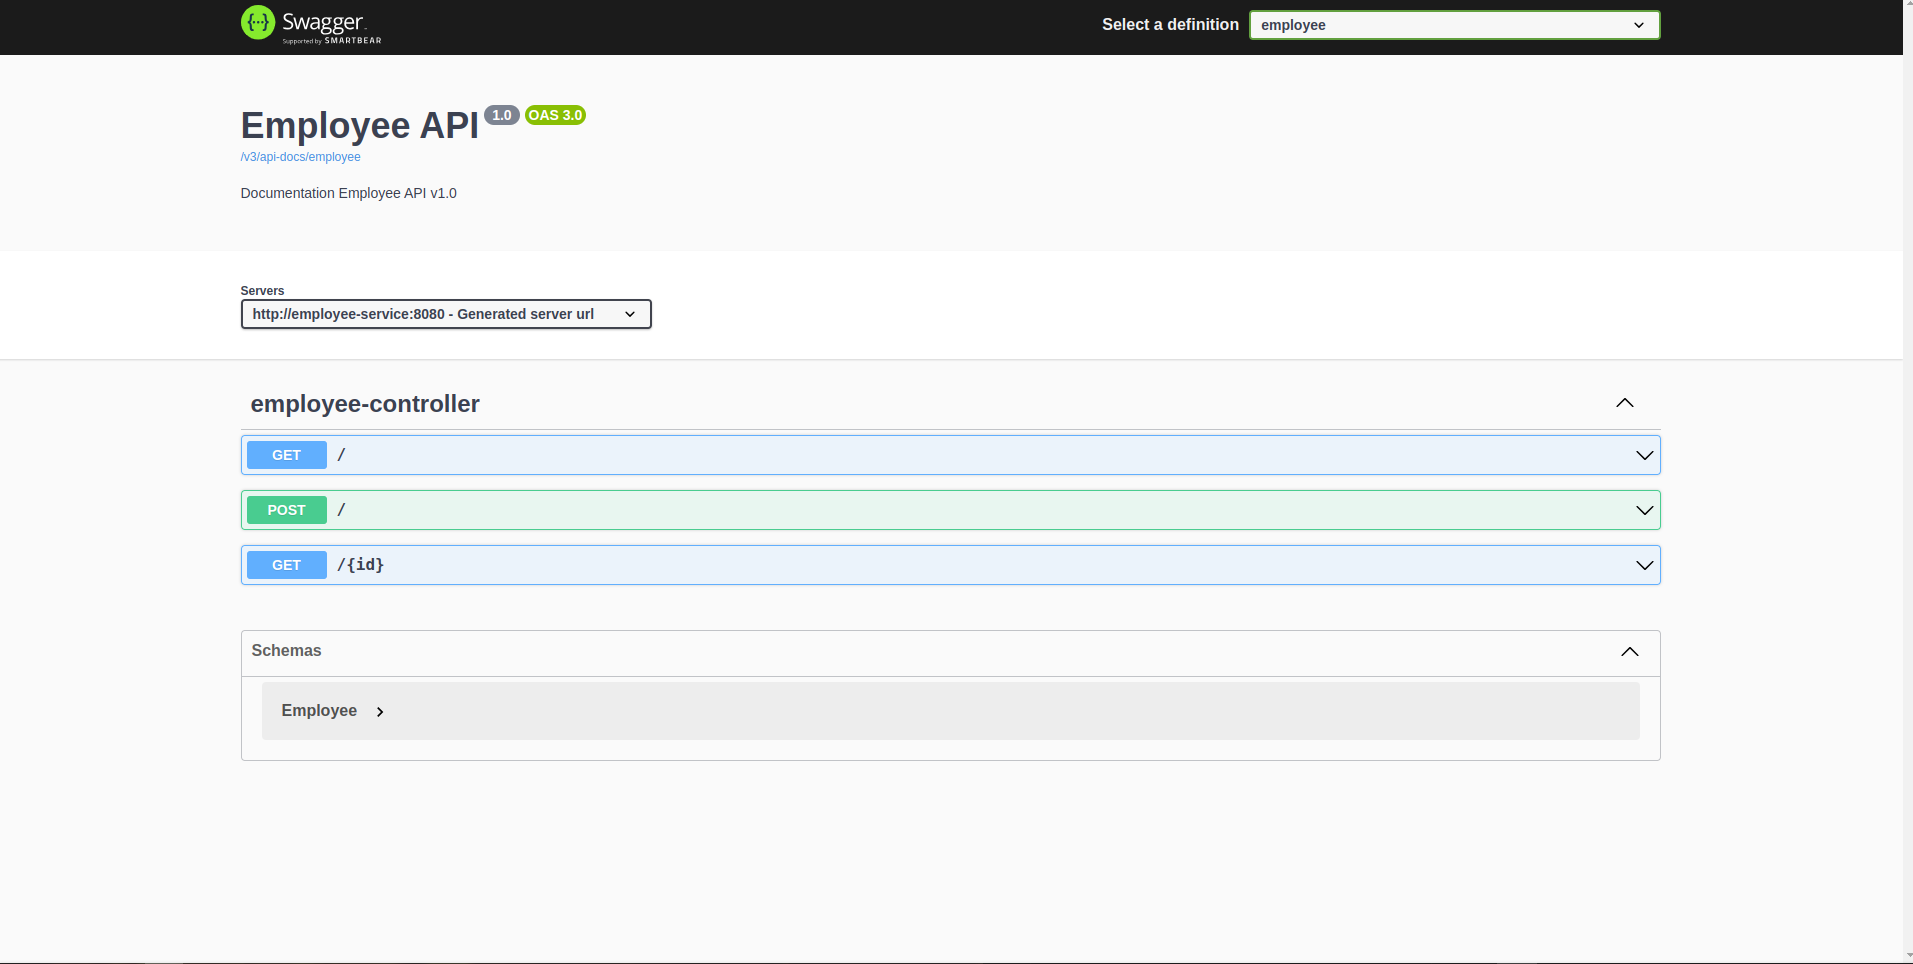 Swagger
Supported by SMARTBEAR
Select a definition
employee
Employee API 1.0 OAS 3.0
/v3/api-docs/employee
Documentation Employee API v1.0
Servers
http://employee-service:8080 - Generated server url
employee-controller
GET /
POST /
GET /{id}
Schemas
Employee